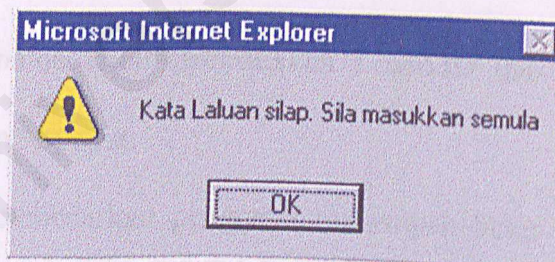 Microsoft Internet Explorer
Kata Laluan silap. Sila masukkan semula
OK